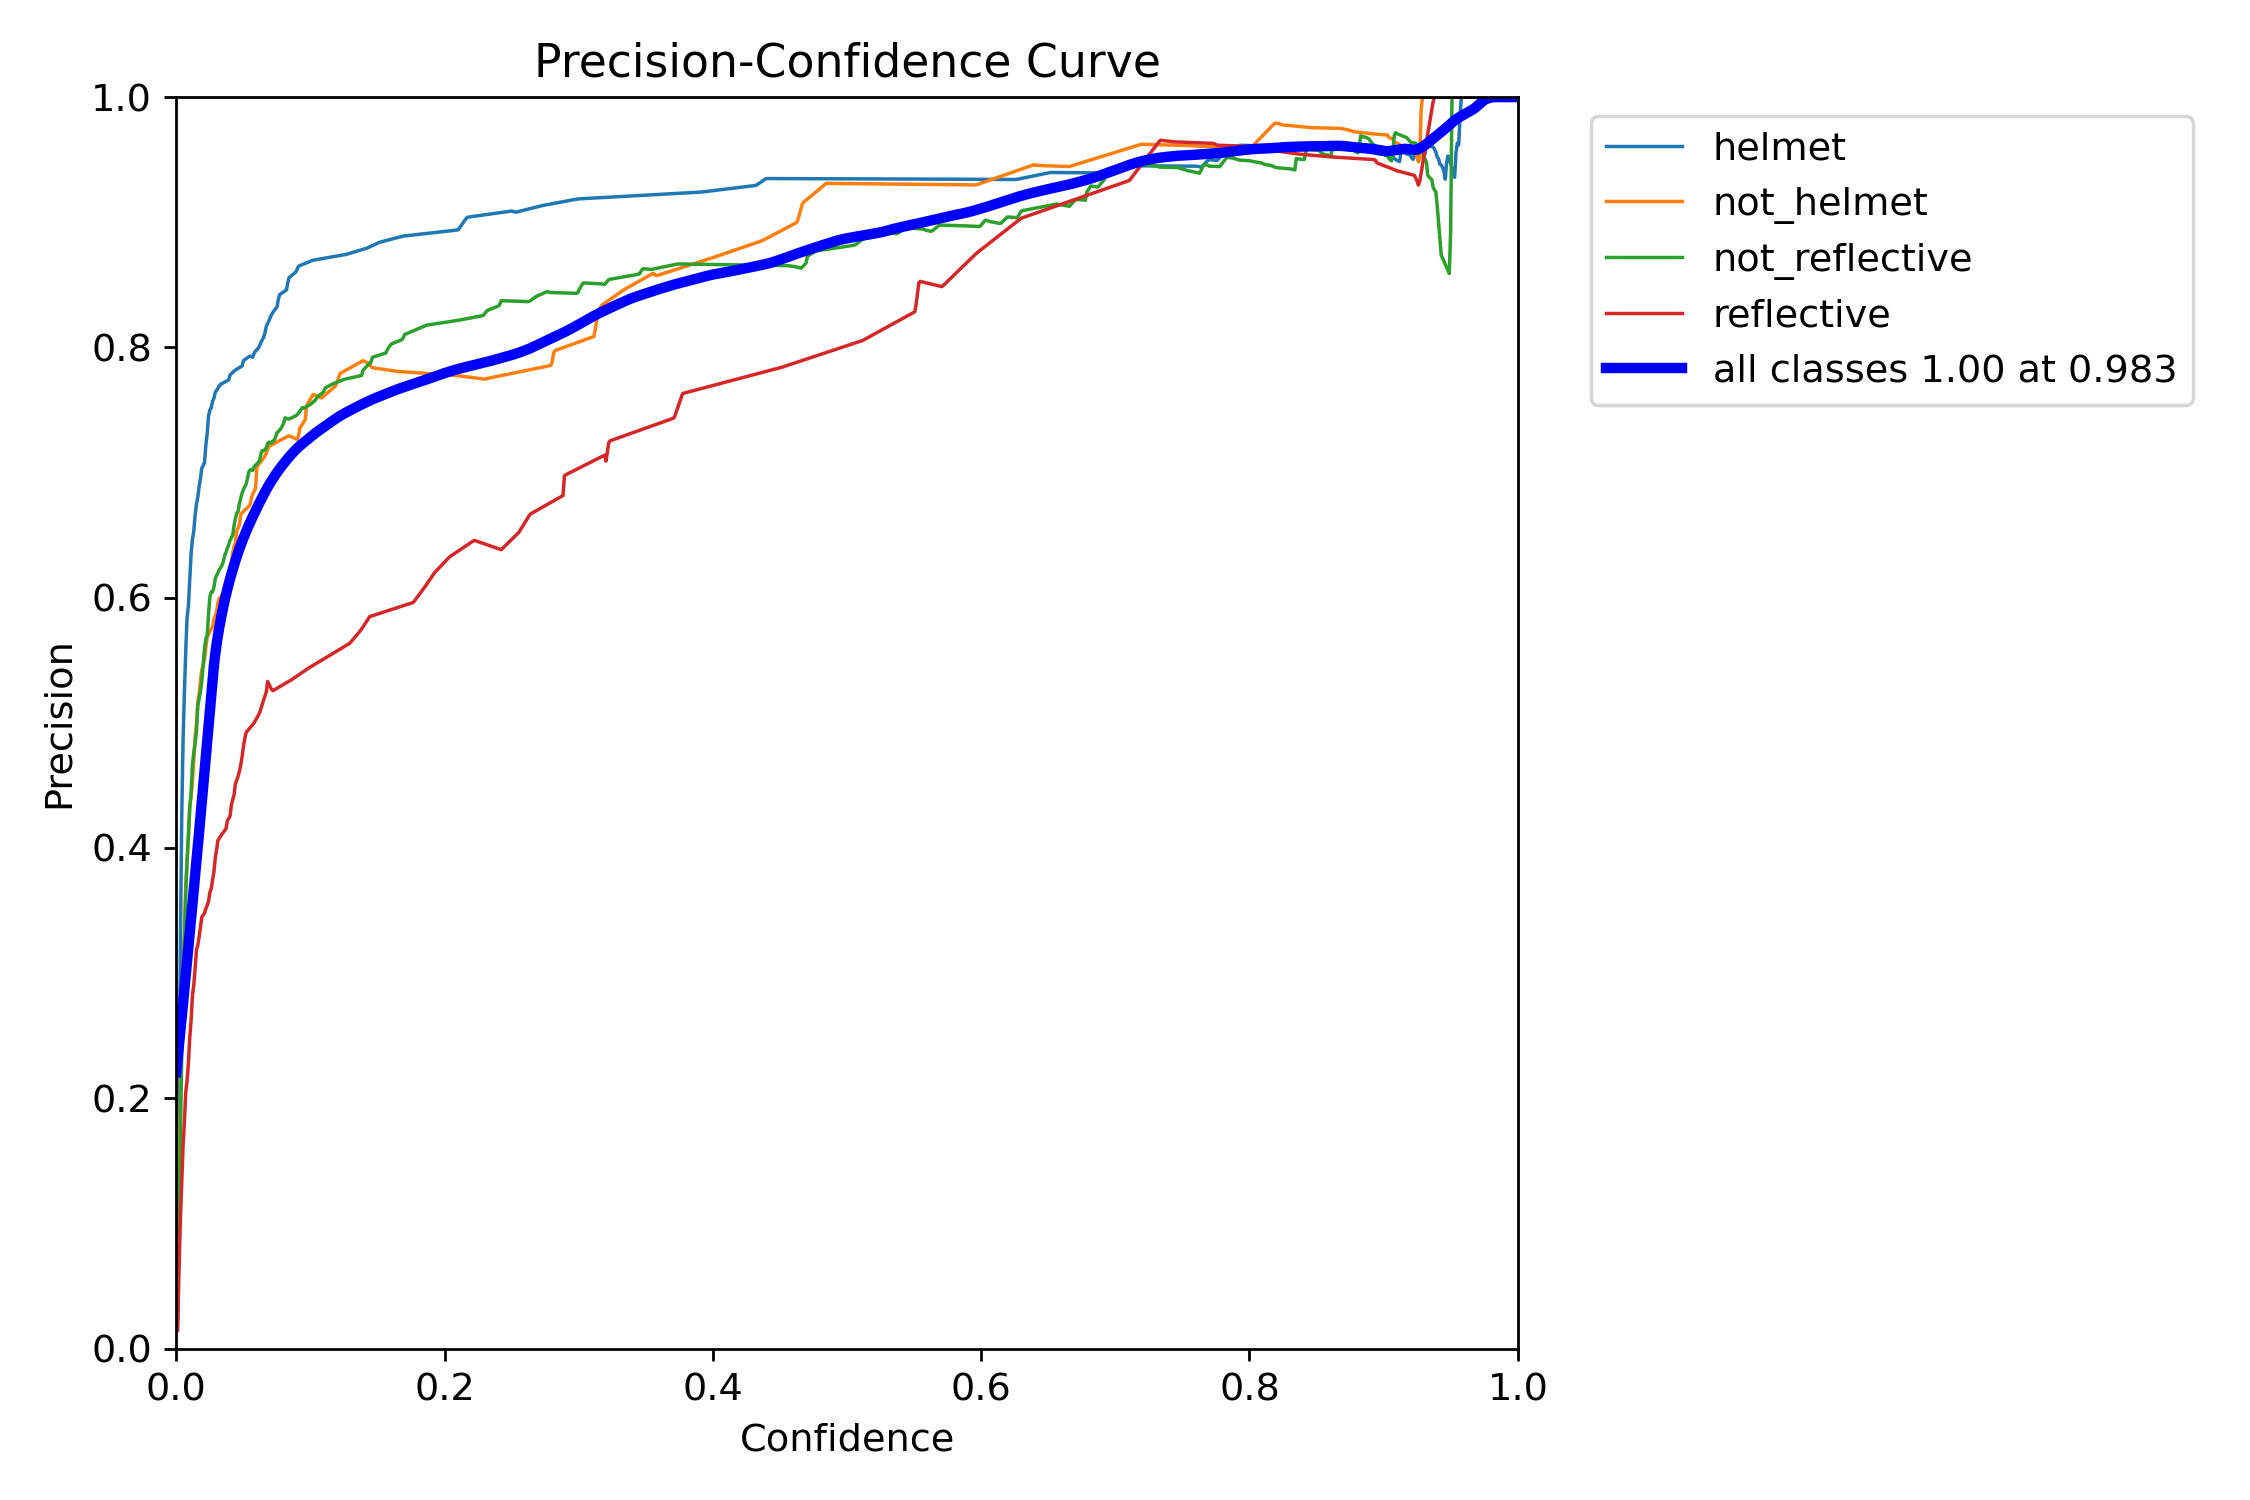 Precision-Confidence Curve
1.0
0.8
0.6
0.4
0.2
0.0
Precision
0.0 0.2 0.4 0.6 0.8 1.0
Confidence
helmet
not_helmet
not_reflective
reflective
all classes 1.00 at 0.983